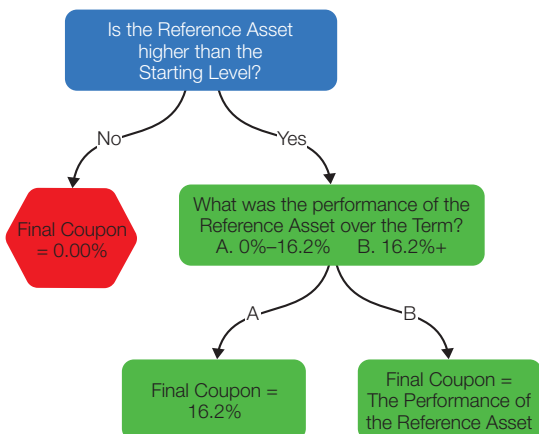 Is the Reference Asset
higher than the
Starting Level?
No
Yes
Final Coupon
= 0.00%
What was the performance of the
Reference Asset over the Term?
A. 0%–16.2% B. 16.2%+
A
B
Final Coupon =
16.2%
Final Coupon =
The Performance of
the Reference Asset